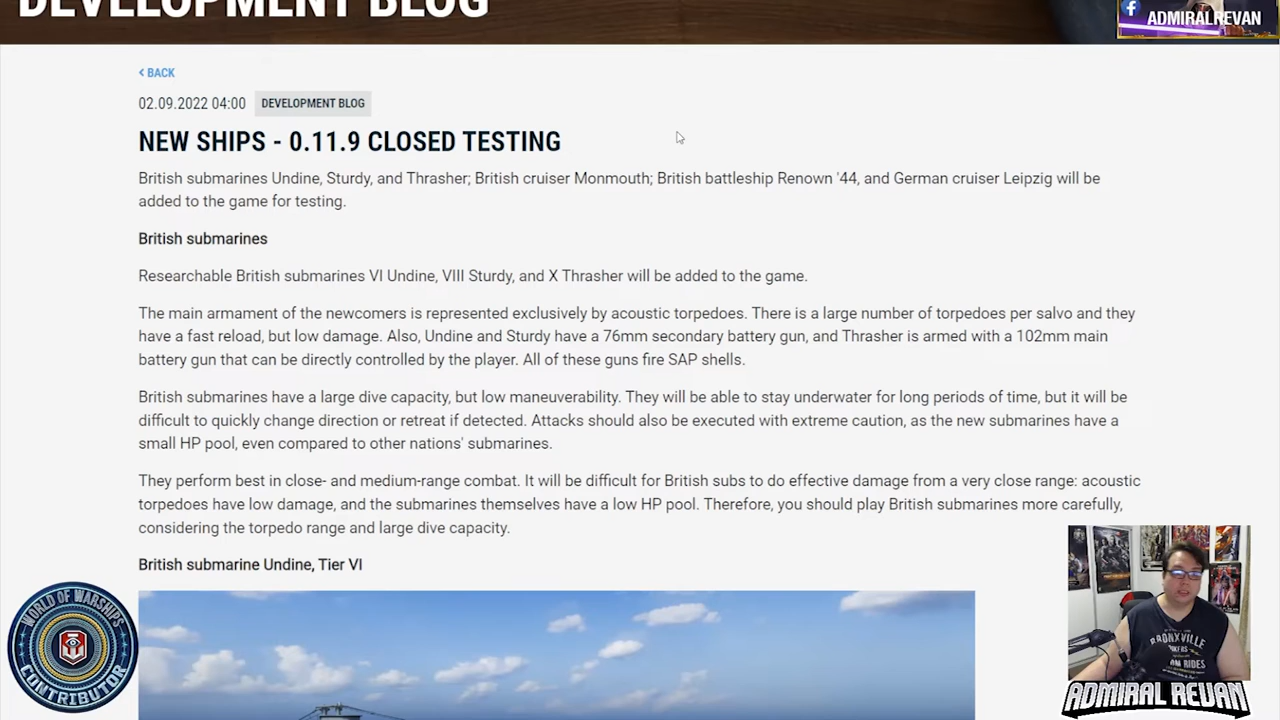 DEVELOPMENT BLOG
ADMIRALREVAN
BACK
02.09.2022 04:00 DEVELOPMENT BLOG
NEW SHIPS - 0.11.9 CLOSED TESTING
British submarines Undine, Sturdy, and Thrasher; British cruiser Monmouth; British battleship Renown '44, and German cruiser Leipzig will be
added to the game for testing.
British submarines
Researchable British submarines VI Undine, VIII Sturdy, and X Thrasher will be added to the game.
The main armament of the newcomers is represented exclusively by acoustic torpedoes. There is a large number of torpedoes per salvo and they
have a fast reload, but low damage. Also, Undine and Sturdy have a 76mm secondary battery gun, and Thrasher is armed with a 102mm main
battery gun that can be directly controlled by the player. All of these guns fire SAP shells.
British submarines have a large dive capacity, but low maneuverability. They will be able to stay underwater for long periods of time, but it will be
difficult to quickly change direction or retreat if detected. Attacks should also be executed with extreme caution, as the new submarines have a
small HP pool, even compared to other nations' submarines.
They perform best in close- and medium-range combat. It will be difficult for British subs to do effective damage from a very close range: acoustic
torpedoes have low damage, and the submarines themselves have a low HP pool. Therefore, you should play British submarines more carefully,
considering the torpedo range and large dive capacity.
British submarine Undine, Tier VI
WORLD OF WARSHIPS
CONTRIBUTOR
BRONXVILLE
RIDES
ADMIRAL REVAN